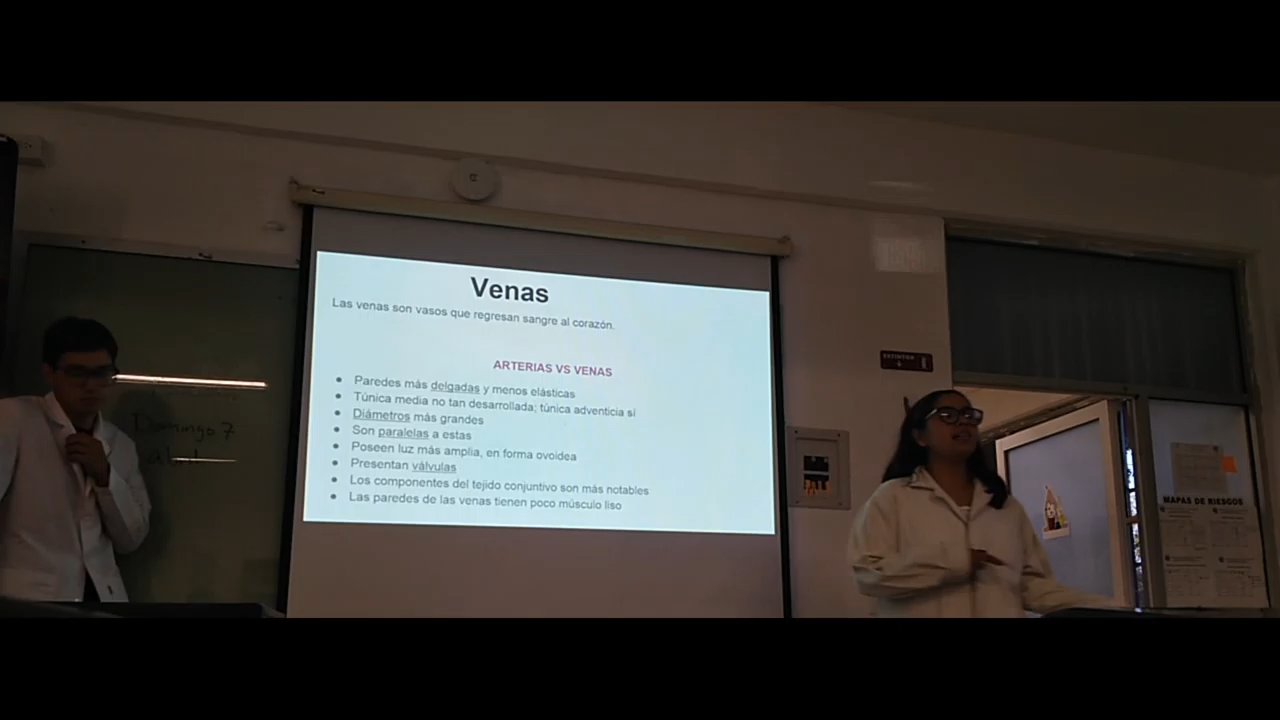 Venas
Las venas son vasos que regresan sangre al corazón.
ARTERIAS VS VENAS
● Paredes más delgadas y menos elásticas
● Túnica media no tan desarrollada; túnica adventicia sí
● Diámetros más grandes
● Son paralelas a estas
● Poseen luz más amplia, en forma ovoidea
● Presentan válvulas
● Los componentes del tejido conjuntivo son más notables
● Las paredes de las venas tienen poco músculo liso
Domingo 7
EXTINTOR
MAPAS DE RIESGOS